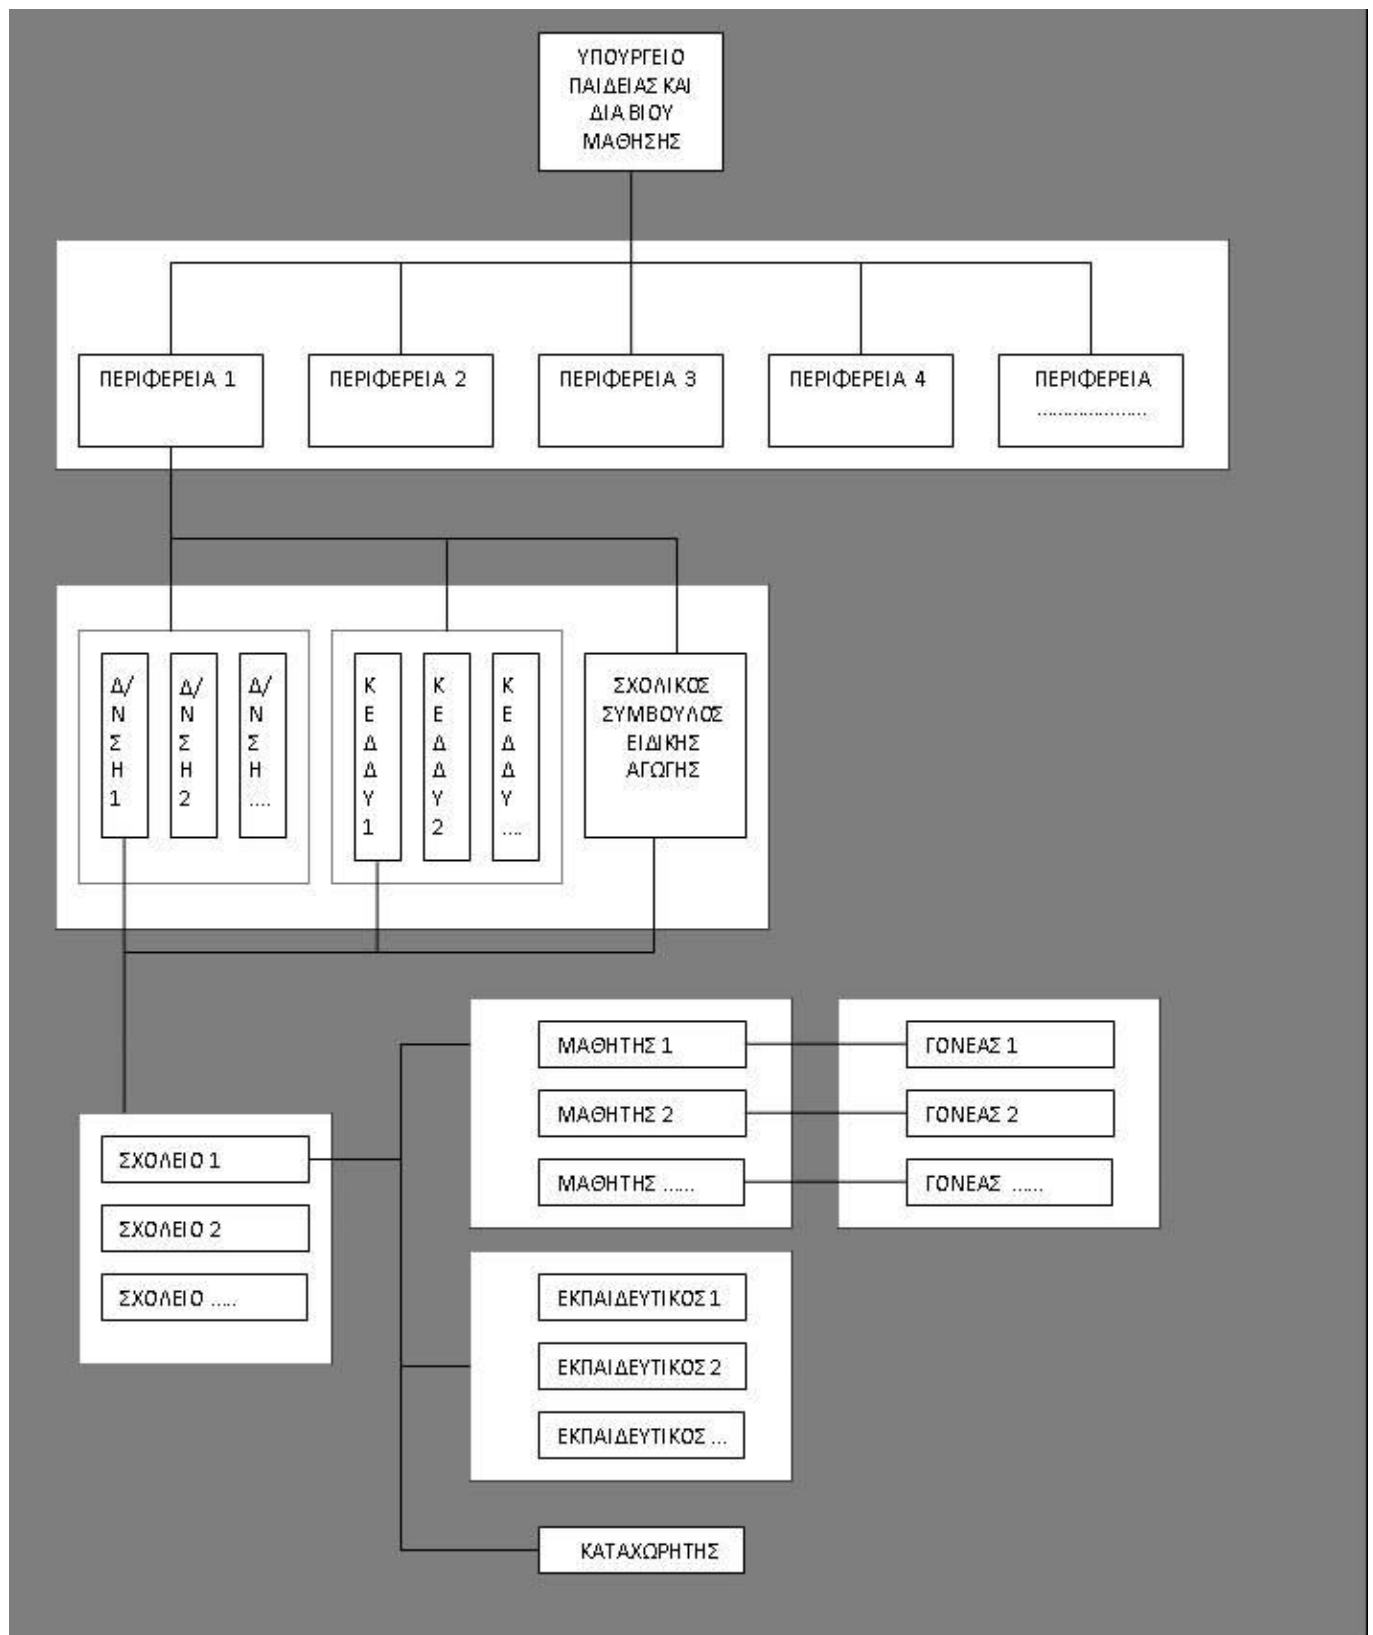 ΥΠΟΥΡΓΕΙΟ
ΠΑΙΔΕΙΑΣ ΚΑΙ
ΔΙΑ ΒΙΟΥ
ΜΑΘΗΣΗΣ
ΠΕΡΙΦΕΡΕΙΑ 1
ΠΕΡΙΦΕΡΕΙΑ 2
ΠΕΡΙΦΕΡΕΙΑ 3
ΠΕΡΙΦΕΡΕΙΑ 4
ΠΕΡΙΦΕΡΕΙΑ
.....................
Δ/
Ν
Σ
Η
1
Δ/
Ν
Σ
Η
2
Δ/
Ν
Σ
Η
....
Κ
Ε
Δ
Δ
Υ
1
Κ
Ε
Δ
Δ
Υ
2
Κ
Ε
Δ
Δ
Υ
....
ΣΧΟΛΙΚΟΣ
ΣΥΜΒΟΥΛΟΣ
ΕΙΔΙΚΗΣ
ΑΓΩΓΗΣ
ΜΑΘΗΤΗΣ 1
ΓΟΝΕΑΣ 1
ΜΑΘΗΤΗΣ 2
ΓΟΝΕΑΣ 2
ΜΑΘΗΤΗΣ ......
ΓΟΝΕΑΣ ......
ΣΧΟΛΕΙΟ 1
ΣΧΟΛΕΙΟ 2
ΣΧΟΛΕΙΟ .....
ΕΚΠΑΙΔΕΥΤΙΚΟΣ 1
ΕΚΠΑΙΔΕΥΤΙΚΟΣ 2
ΕΚΠΑΙΔΕΥΤΙΚΟΣ ...
ΚΑΤΑΧΩΡΗΤΗΣ